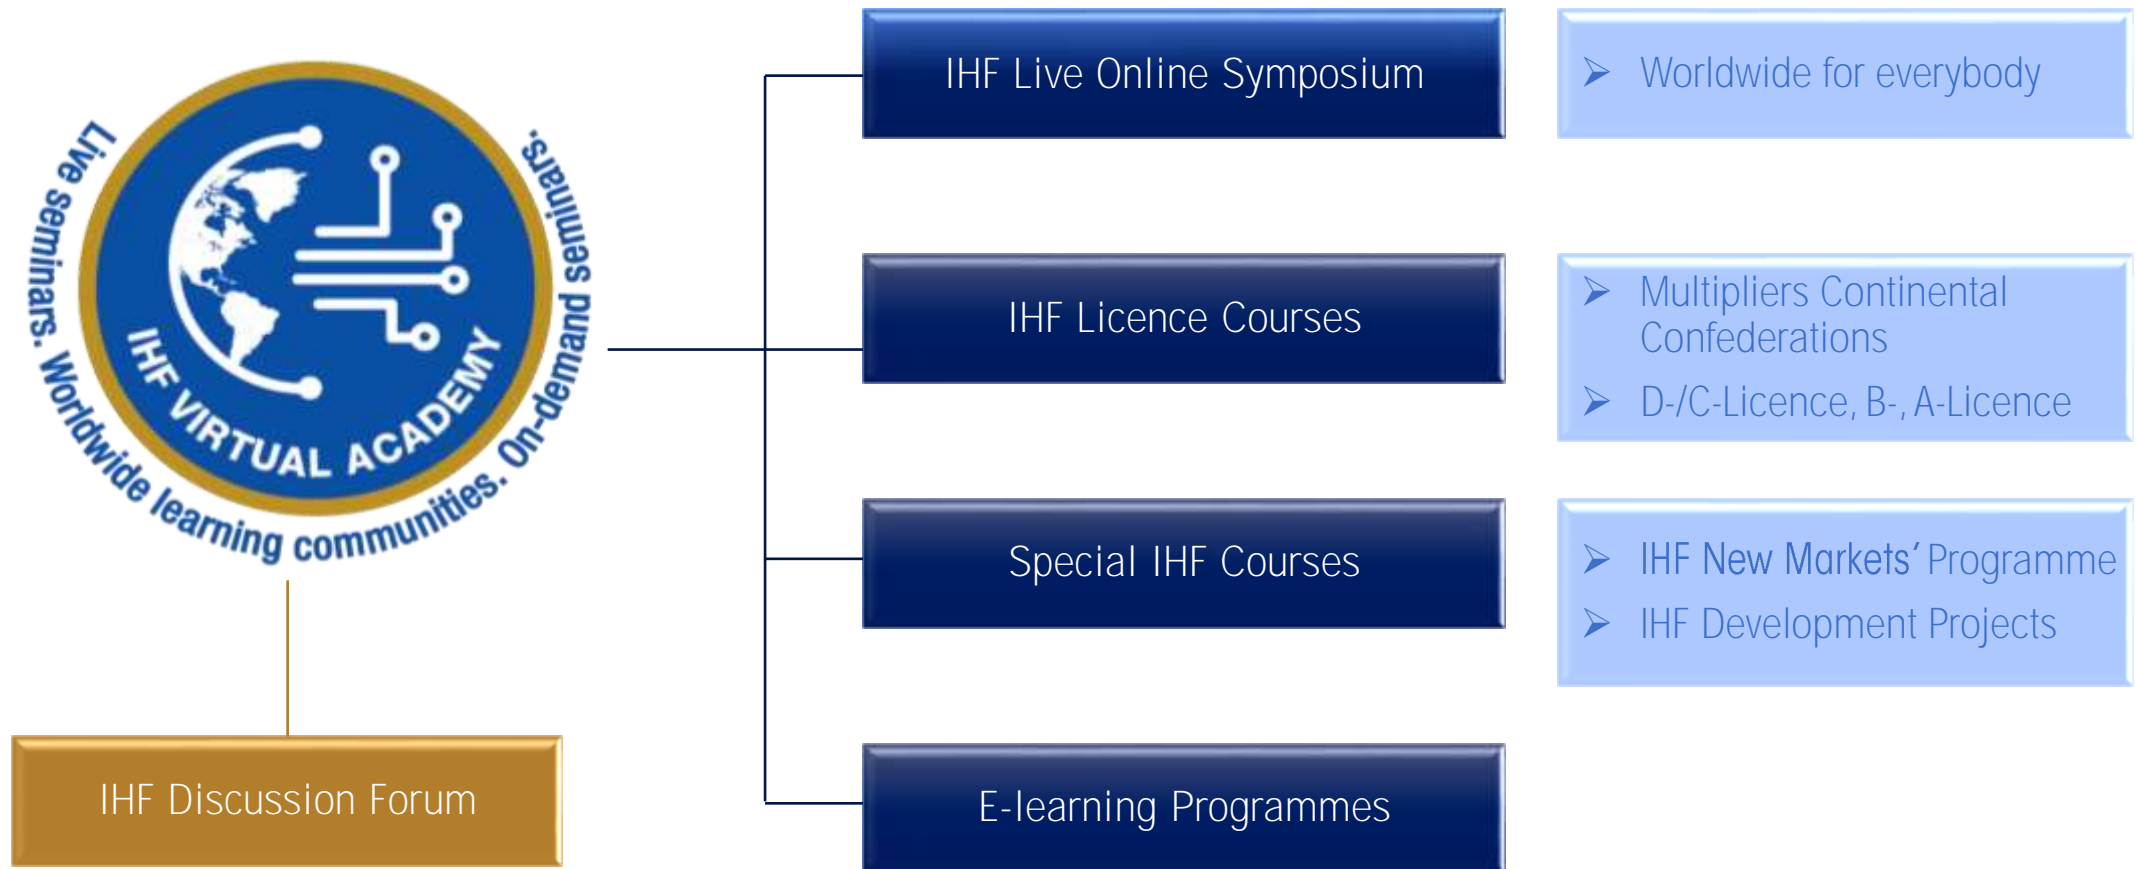 Live seminars. Worldwide learning communities. On-demand seminars.
IHF VIRTUAL ACADEMY
IHF Discussion Forum
IHF Live Online Symposium
Worldwide for everybody
IHF Licence Courses
Multipliers Continental
Confederations
D-/C-Licence, B-, A-Licence
Special IHF Courses
IHF New Markets’ Programme
IHF Development Projects
E-learning Programmes